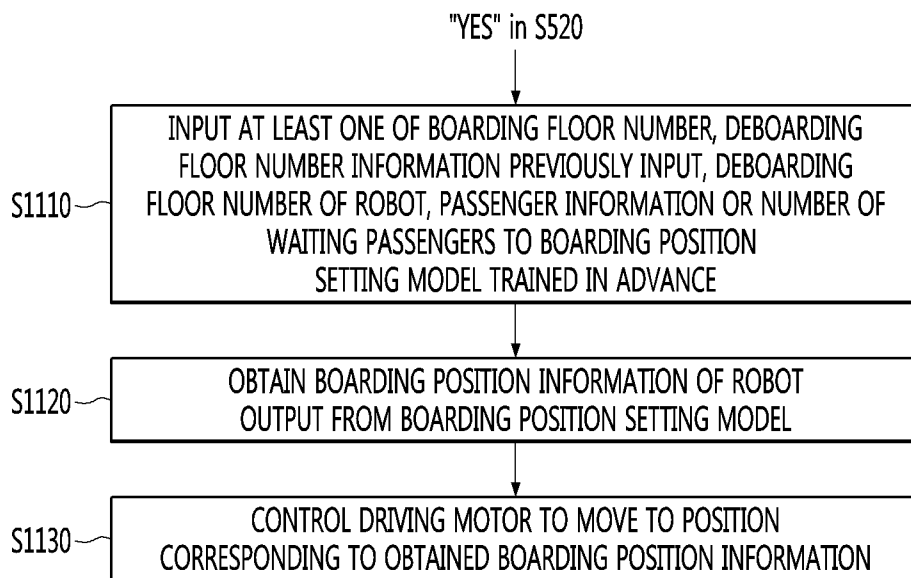 "YES" in S520
S1110
INPUT AT LEAST ONE OF BOARDING FLOOR NUMBER, DEBOARDING
FLOOR NUMBER INFORMATION PREVIOUSLY INPUT, DEBOARDING
FLOOR NUMBER OF ROBOT, PASSENGER INFORMATION OR NUMBER OF
WAITING PASSENGERS TO BOARDING POSITION
SETTING MODEL TRAINED IN ADVANCE
S1120
OBTAIN BOARDING POSITION INFORMATION OF ROBOT
OUTPUT FROM BOARDING POSITION SETTING MODEL
S1130
CONTROL DRIVING MOTOR TO MOVE TO POSITION
CORRESPONDING TO OBTAINED BOARDING POSITION INFORMATION